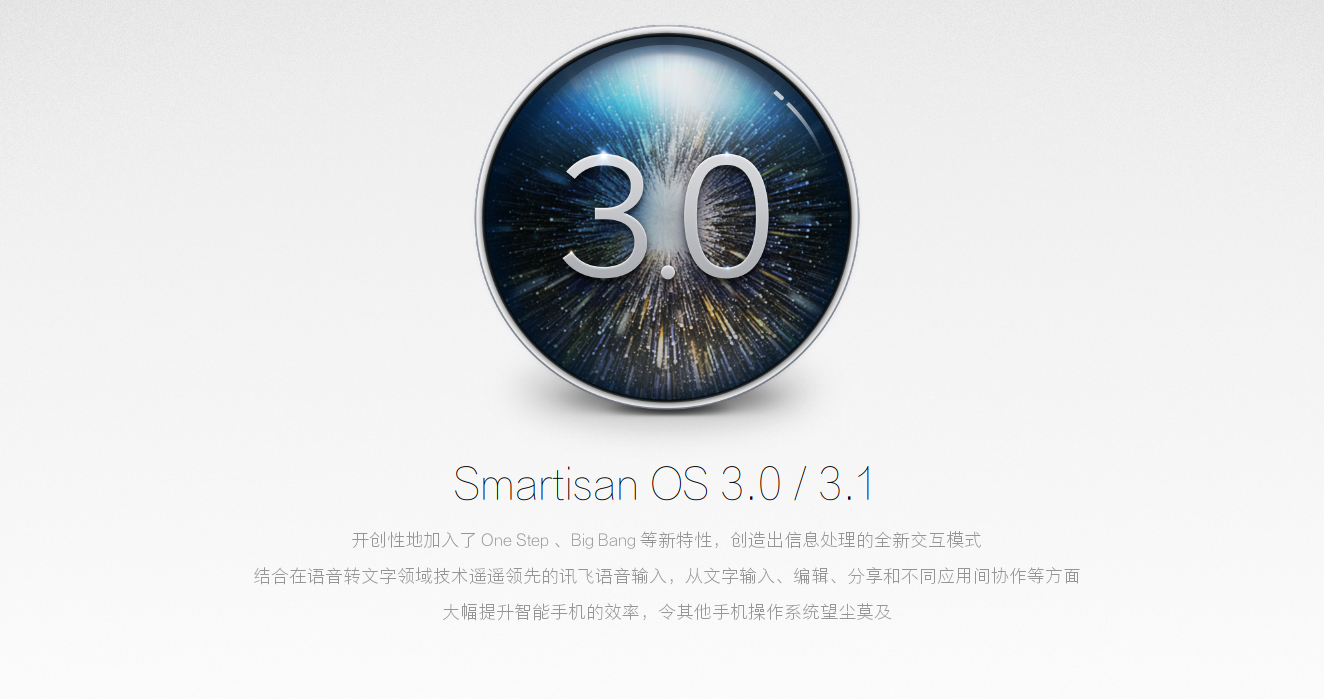 3.0
Smartisan OS 3.0 / 3.1
开创性地加入了 One Step 、Big Bang 等新特性，创造出信息处理的全新交互模式
结合在语音转文字领域技术遥遥领先的讯飞语音输入，从文字输入、编辑、分享和不同应用间协作等方面
大幅提升智能手机的效率，令其他手机操作系统望尘莫及